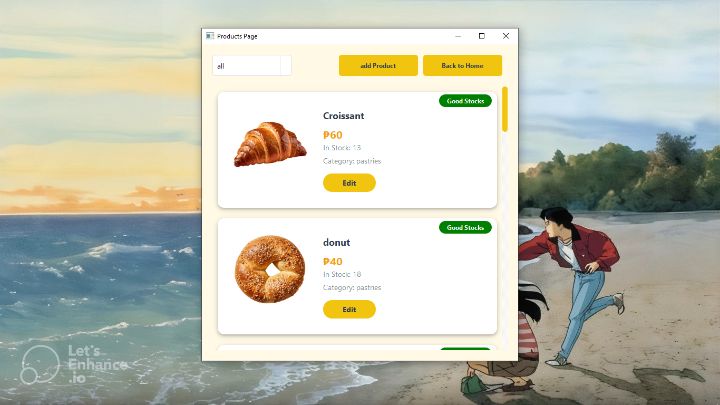 Products Page
all
add Product
Back to Home
Good Stocks
Croissant
₱60
In Stock: 13
Category: pastries
Edit
Good Stocks
donut
₱40
In Stock: 18
Category: pastries
Edit
Let's
Enhance
.io